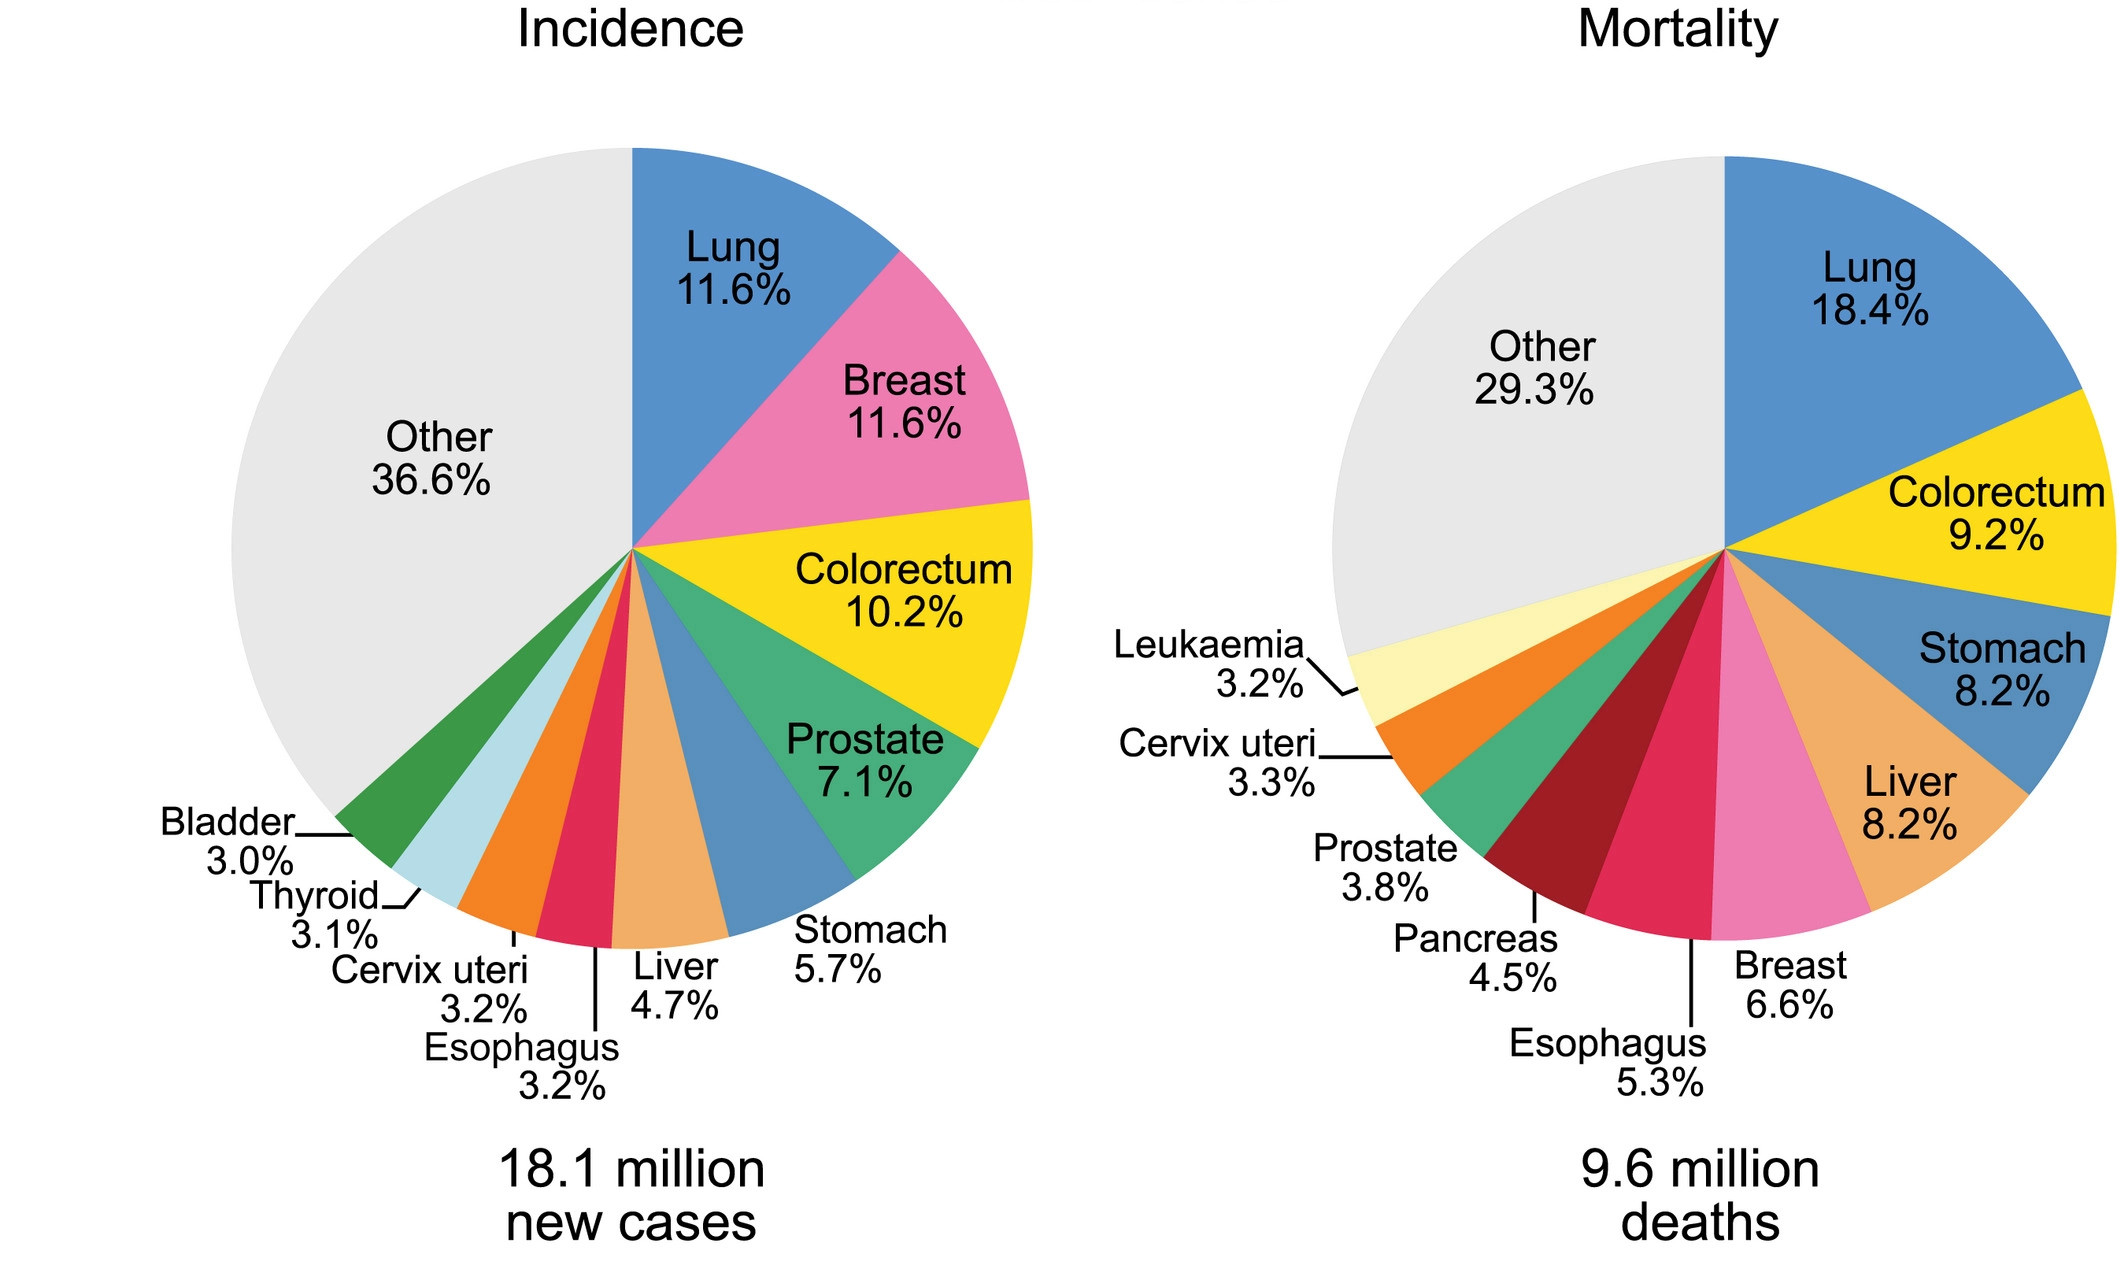 Incidence
Lung
11.6%
Breast
11.6%
Colorectum
10.2%
Prostate
7.1%
Stomach
5.7%
Liver
4.7%
Esophagus
3.2%
Cervix uteri
3.2%
Thyroid
3.1%
Bladder
3.0%
Other
36.6%
18.1 million
new cases
Mortality
Lung
18.4%
Colorectum
9.2%
Stomach
8.2%
Liver
8.2%
Breast
6.6%
Esophagus
5.3%
Pancreas
4.5%
Prostate
3.8%
Cervix uteri
3.3%
Leukaemia
3.2%
Other
29.3%
9.6 million
deaths